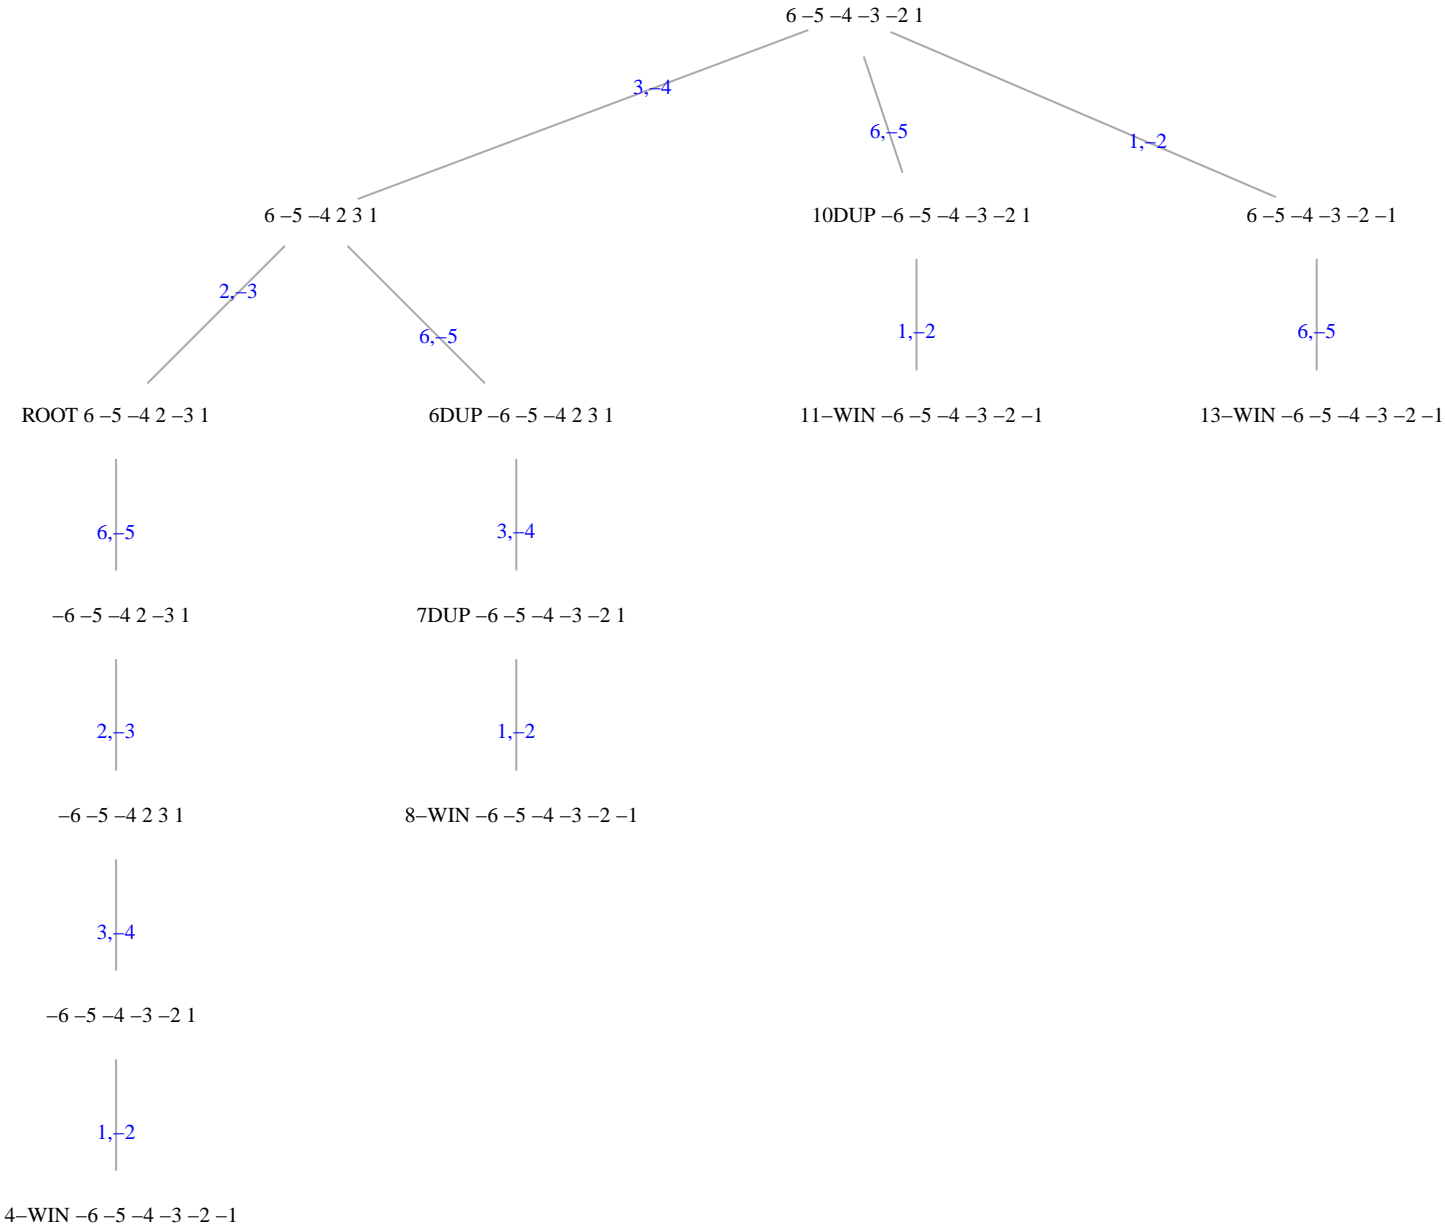 6 –5 –4 –3 –2 1
3,–4
6,–5
1,–2
6 –5 –4 2 3 1
10DUP –6 –5 –4 –3 –2 1
6 –5 –4 –3 –2 –1
2,–3
6,–5
1,–2
6,–5
ROOT 6 –5 –4 2 –3 1
6DUP –6 –5 –4 2 3 1
11–WIN –6 –5 –4 –3 –2 –1
13–WIN –6 –5 –4 –3 –2 –1
6,–5
3,–4
–6 –5 –4 2 –3 1
7DUP –6 –5 –4 –3 –2 1
2,–3
1,–2
–6 –5 –4 2 3 1
8–WIN –6 –5 –4 –3 –2 –1
3,–4
–6 –5 –4 –3 –2 1
1,–2
4–WIN –6 –5 –4 –3 –2 –1